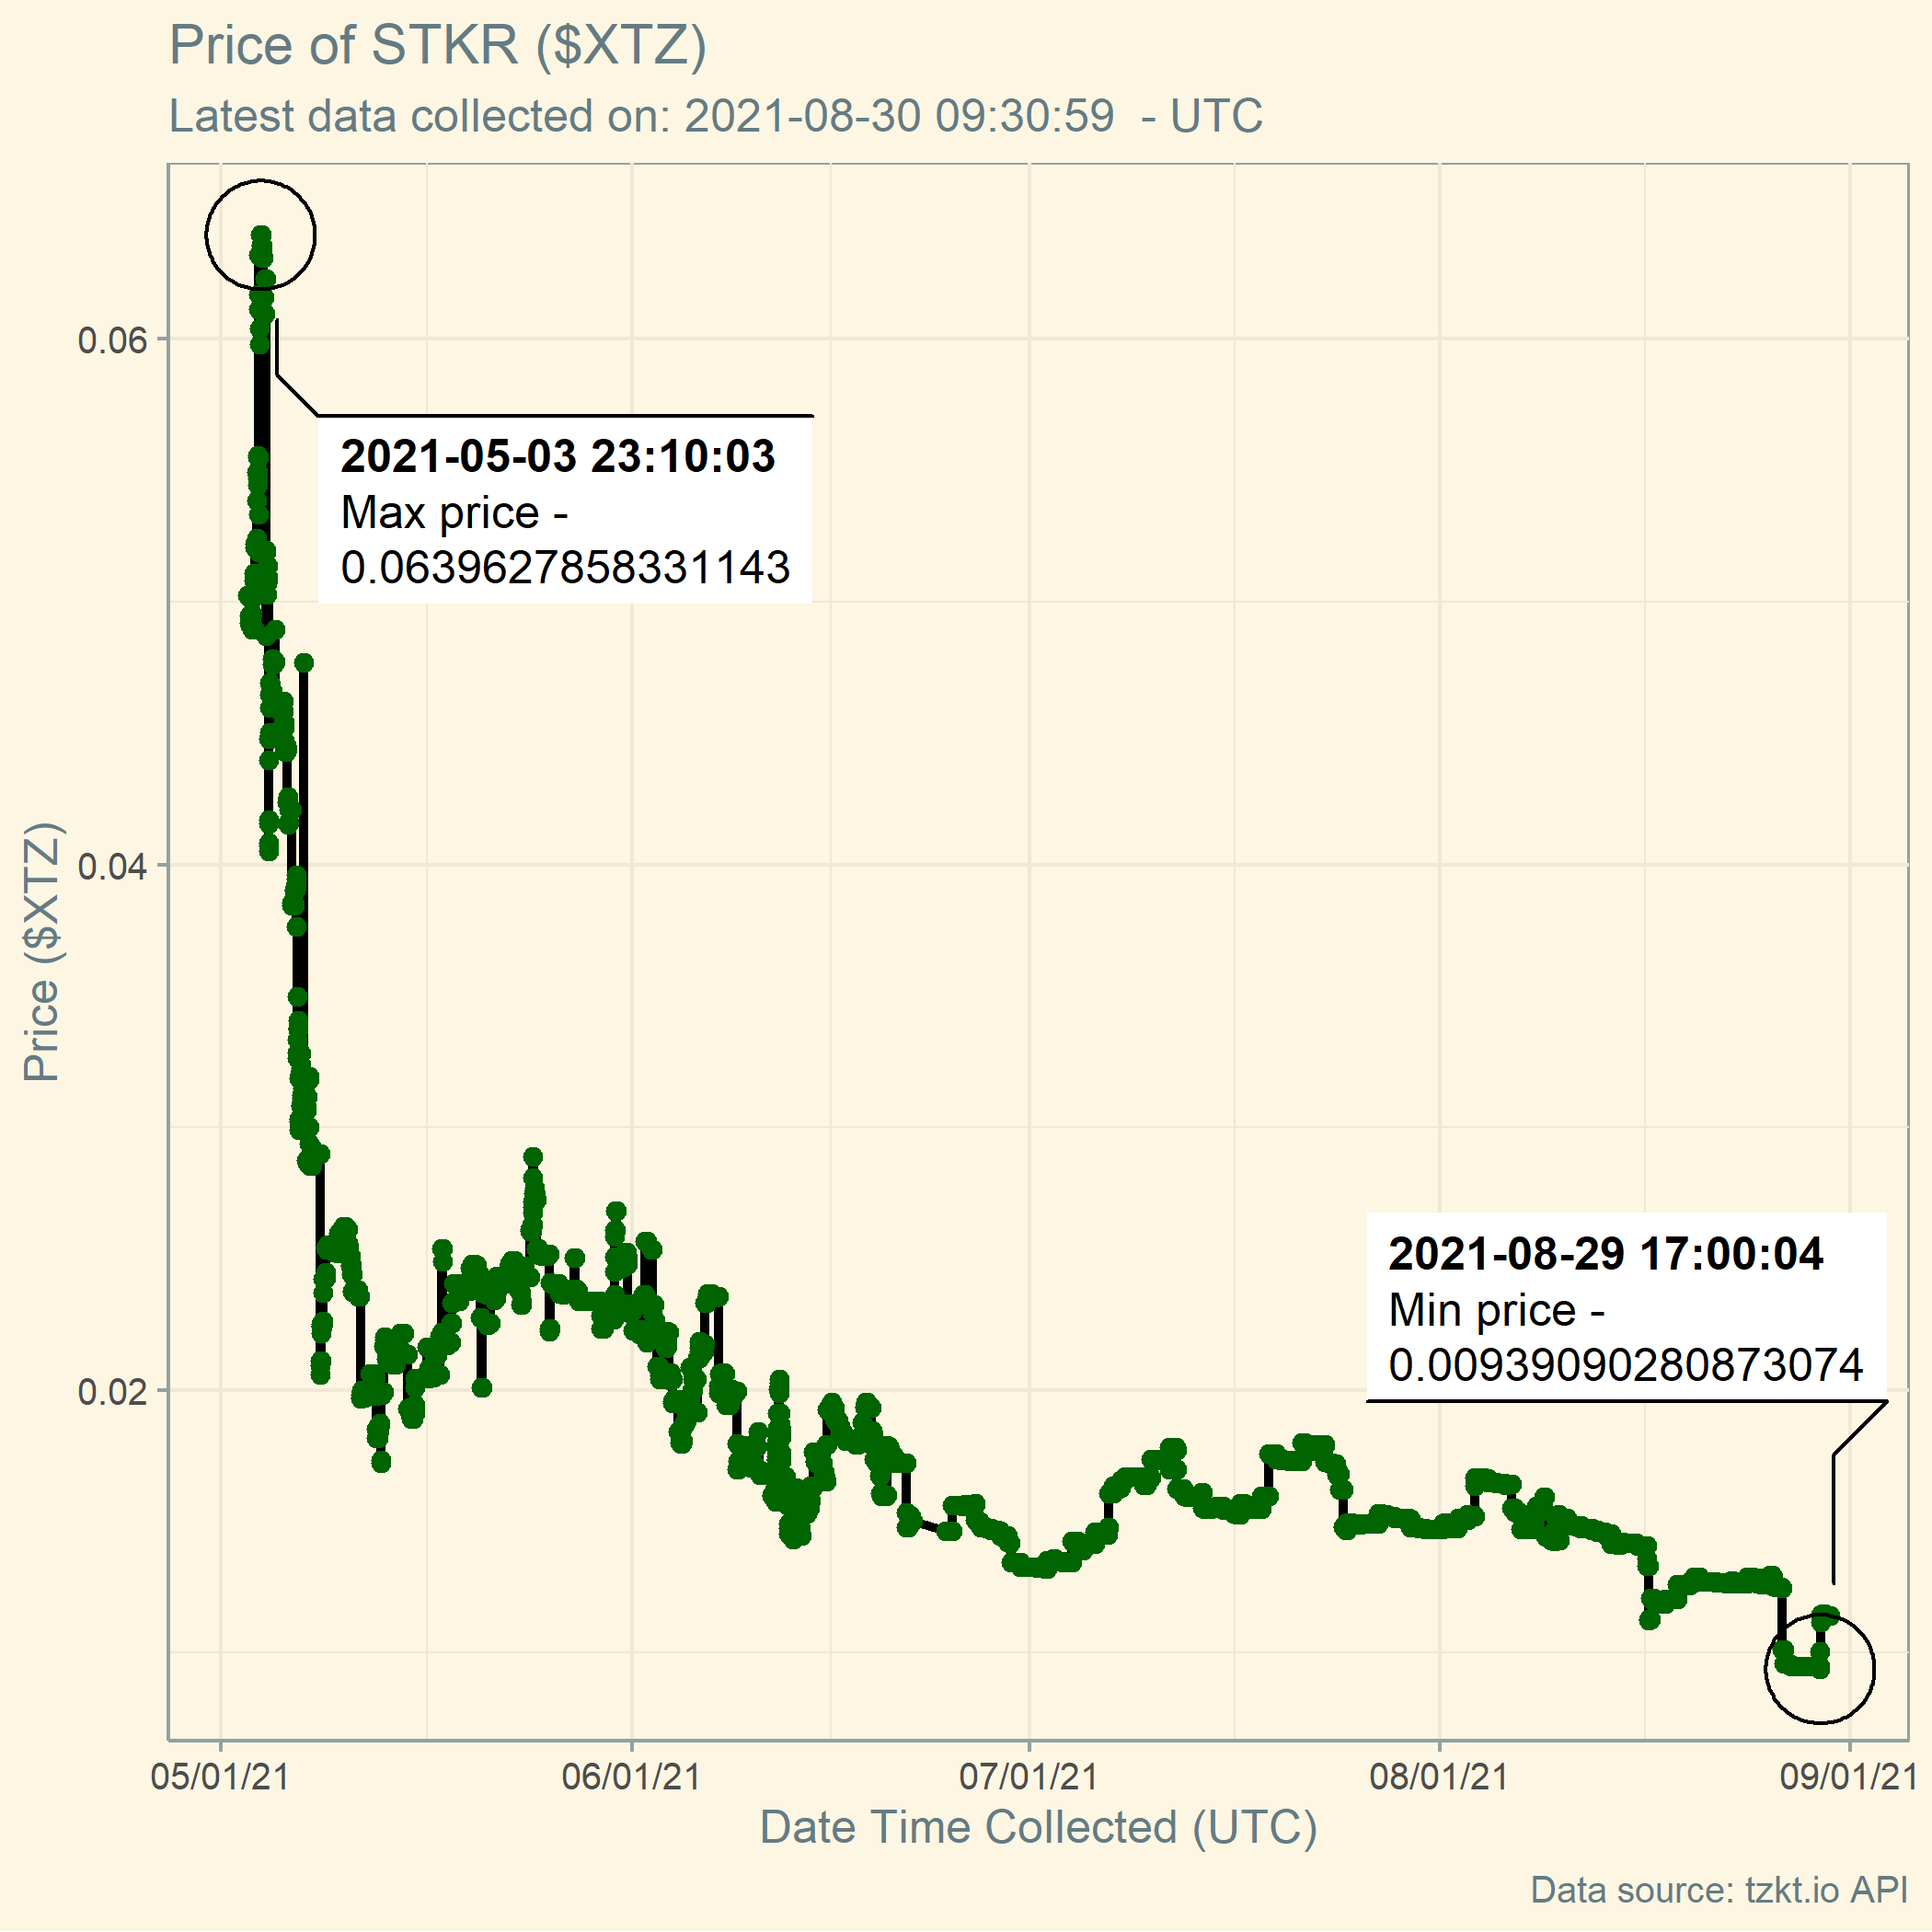 Price of STKR ($XTZ)
Latest data collected on: 2021-08-30 09:30:59  - UTC
Price ($XTZ)
0.06
0.04
0.02
2021-05-03 23:10:03
Max price -
0.0639627858331143
2021-08-29 17:00:04
Min price -
0.00939090280873074
05/01/21
06/01/21
07/01/21
08/01/21
09/01/21
Date Time Collected (UTC)
Data source: tzkt.io API